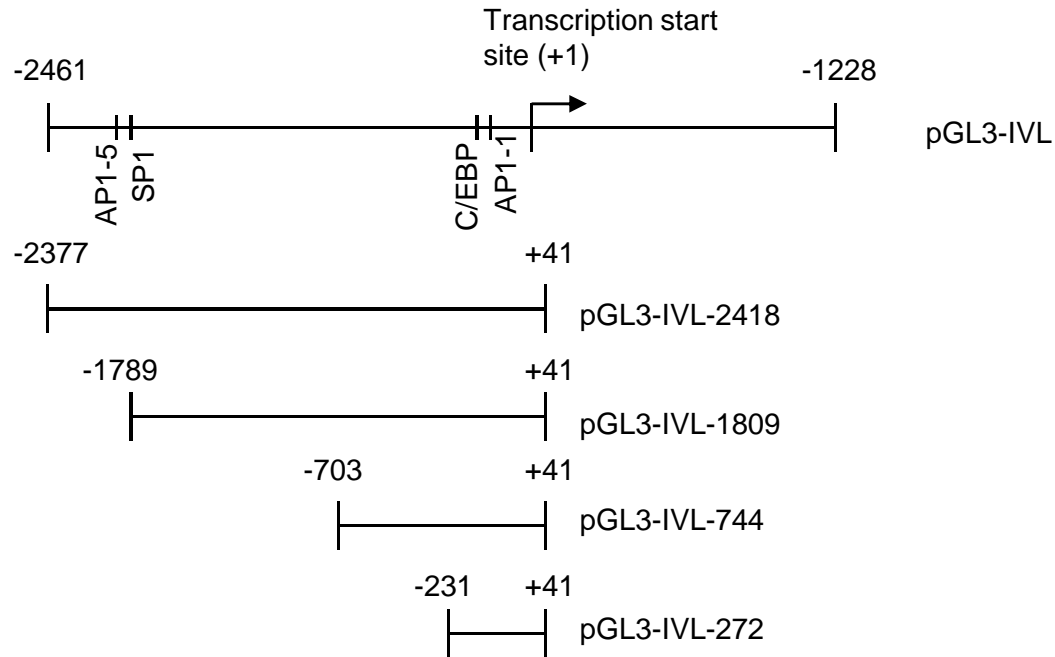 Transcription start
site (+1)
-2461
-1228
pGL3-IVL
AP1-5
SP1
C/EBP
AP1-1
-2377
+41
pGL3-IVL-2418
-1789
+41
pGL3-IVL-1809
-703
+41
pGL3-IVL-744
-231
+41
pGL3-IVL-272